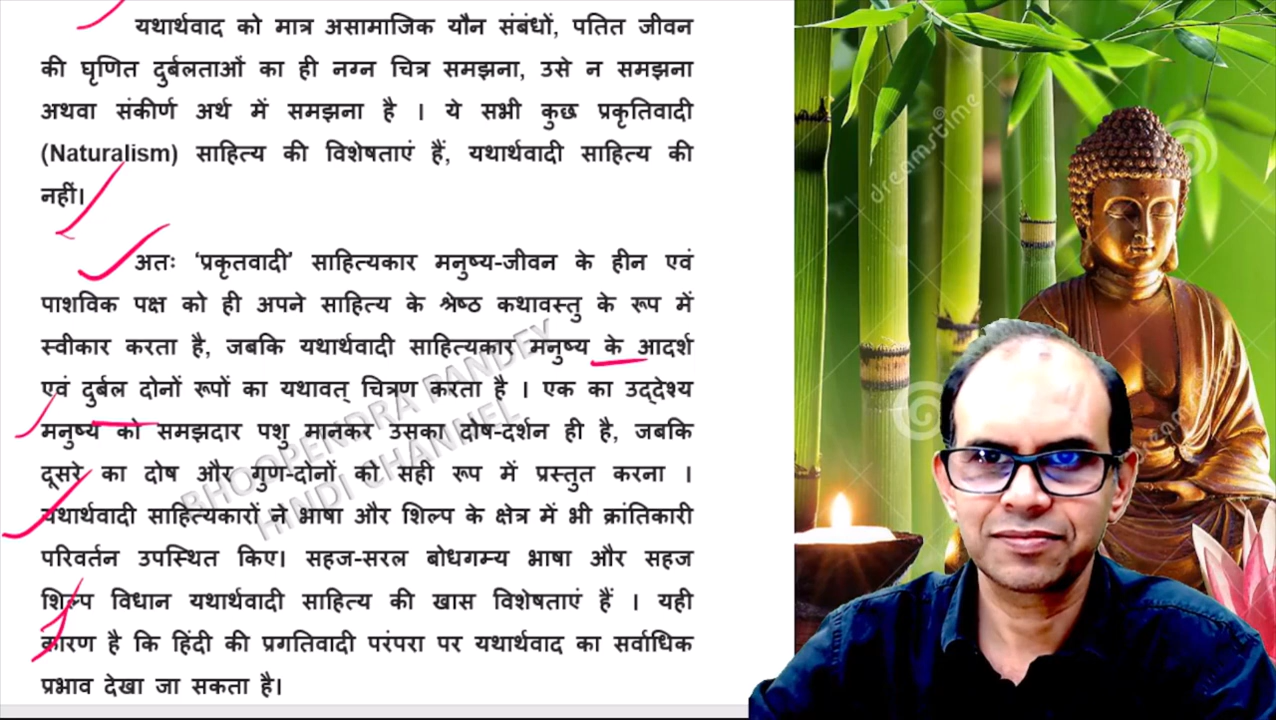 यथार्थवाद को मात्र असामाजिक यौन संबंधों, पतित जीवन
की घृणित दुर्बलताओं का ही नग्न चित्र समझना, उसे न समझना
अथवा संकीर्ण अर्थ में समझना है । ये सभी कुछ प्रकृतिवादी
(Naturalism) साहित्य की विशेषताएं हैं, यथार्थवादी साहित्य की
नहीं।
अतः ‘प्रकृतवादी’ साहित्यकार मनुष्य-जीवन के हीन एवं
पाशविक पक्ष को ही अपने साहित्य के श्रेष्ठ कथावस्तु के रूप में
स्वीकार करता है, जबकि यथार्थवादी साहित्यकार मनुष्य के आदर्श
एवं दुर्बल दोनों रूपों का यथावत् चित्रण करता है । एक का उद्देश्य
मनुष्य को समझदार पशु मानकर उसका दोष-दर्शन ही है, जबकि
दूसरे का दोष और गुण-दोनों को सही रूप में प्रस्तुत करना ।
यथार्थवादी साहित्यकारों ने भाषा और शिल्प के क्षेत्र में भी क्रांतिकारी
परिवर्तन उपस्थित किए। सहज-सरल बोधगम्य भाषा और सहज
शिल्प विधान यथार्थवादी साहित्य की खास विशेषताएं हैं । यही
कारण है कि हिंदी की प्रगतिवादी परंपरा पर यथार्थवाद का सर्वाधिक
प्रभाव देखा जा सकता है।
BHOOPENDRA PANDEY
HINDI CHANNEL
dreamstime
dreamstime